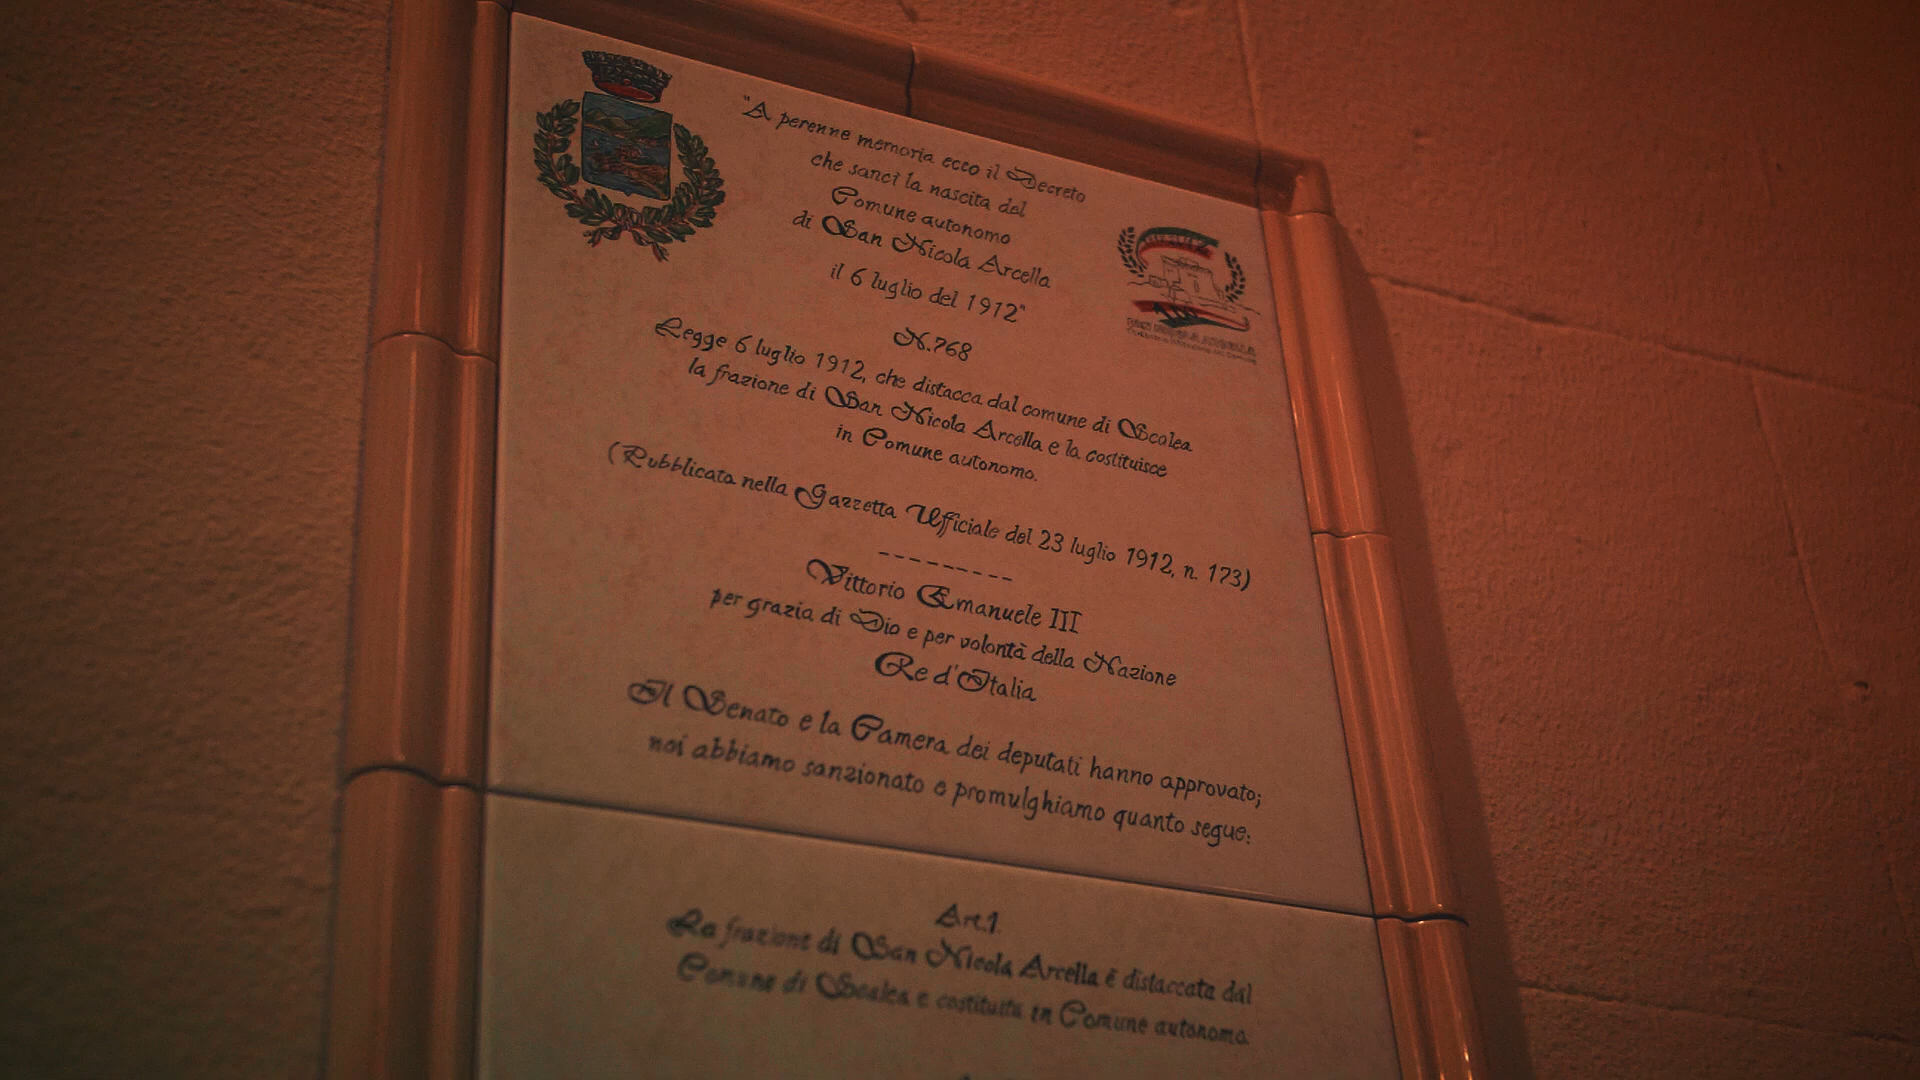 "A perenne memoria ecco il Decreto
che sancì la nascita del
Comune autonomo
di San Nicola Arcella
il 6 luglio del 1912"
N.768
Legge 6 luglio 1912, che distacca dal comune di Scalea
la frazione di San Nicola Arcella e la costituisce
in Comune autonomo.
(Pubblicata nella Gazzetta Ufficiale del 23 luglio 1912, n. 173)
--------
Vittorio Emanuele III
per grazia di Dio e per volontà della Nazione
Re d'Italia
Il Senato e la Camera dei deputati hanno approvato;
noi abbiamo sanzionato e promulghiamo quanto segue:
Art.1.
La frazione di San Nicola Arcella è distaccata dal
Comune di Scalea e costituita in Comune autonomo.
SAN NICOLA ARCELLA